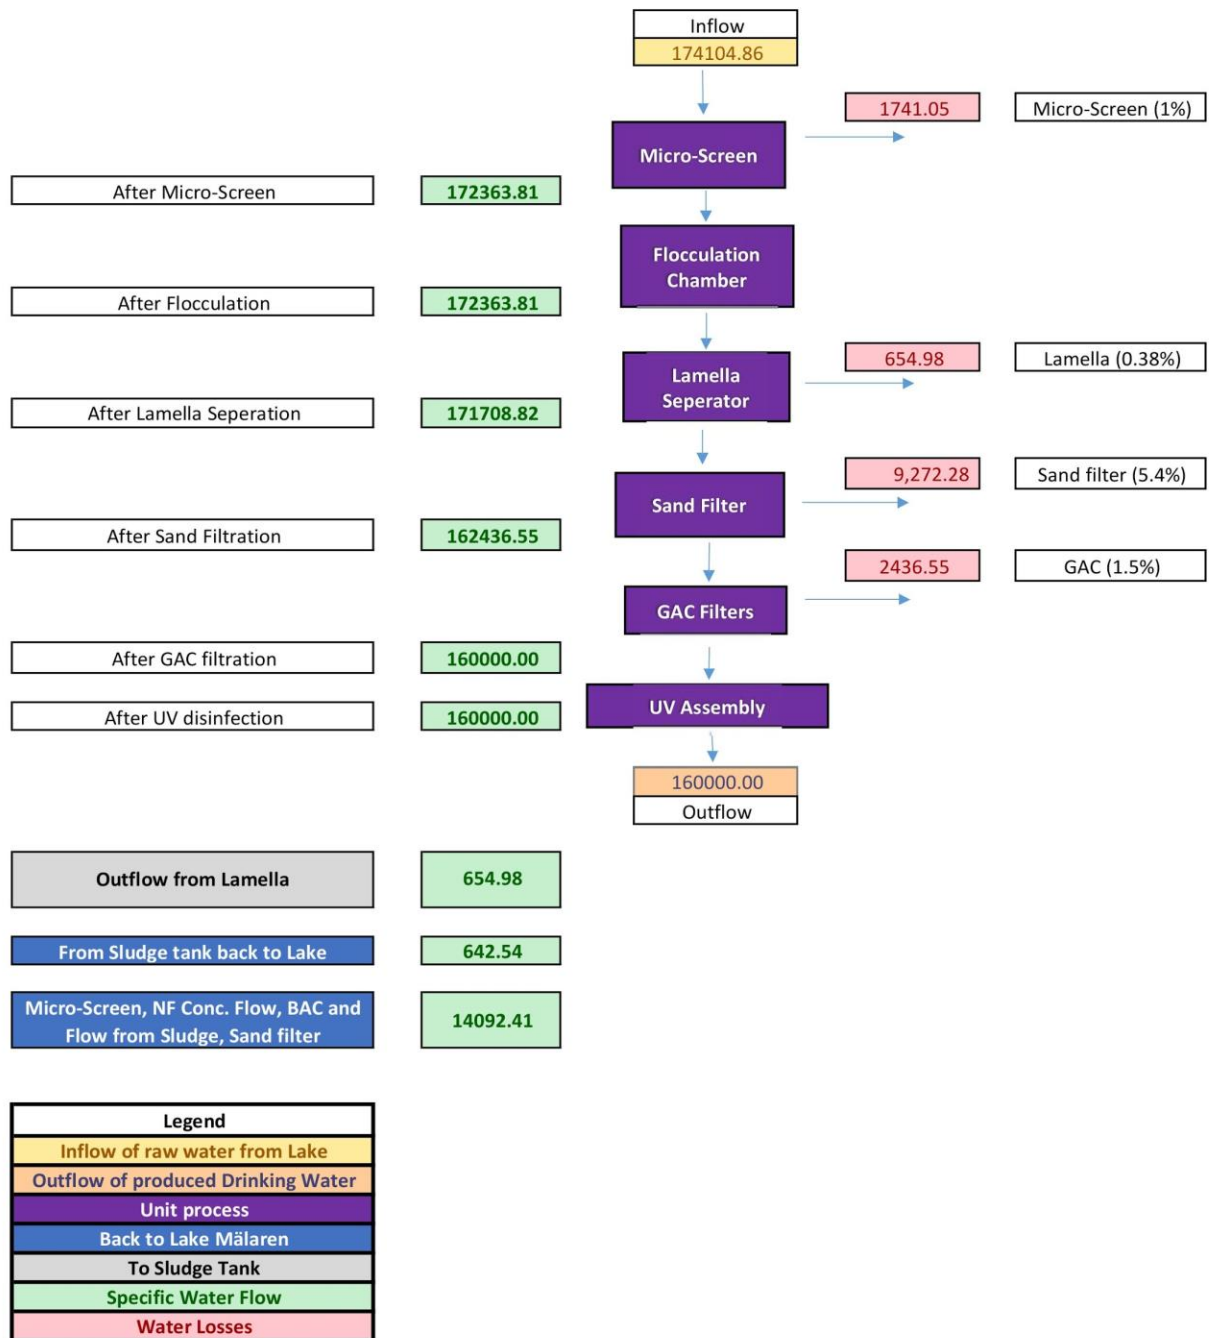 Inflow
174104.86
1741.05 Micro-Screen (1%)
Micro-Screen
After Micro-Screen 172363.81
Flocculation
Chamber
After Flocculation 172363.81
654.98 Lamella (0.38%)
Lamella
Seperator
After Lamella Seperation 171708.82
9,272.28 Sand filter (5.4%)
Sand Filter
After Sand Filtration 162436.55
2436.55 GAC (1.5%)
GAC Filters
After GAC filtration 160000.00
UV Assembly
After UV disinfection 160000.00
160000.00
Outflow
Outflow from Lamella 654.98
From Sludge tank back to Lake 642.54
Micro-Screen, NF Conc. Flow, BAC and
Flow from Sludge, Sand filter
14092.41
Legend
Inflow of raw water from Lake
Outflow of produced Drinking Water
Unit process
Back to Lake Mälaren
To Sludge Tank
Specific Water Flow
Water Losses